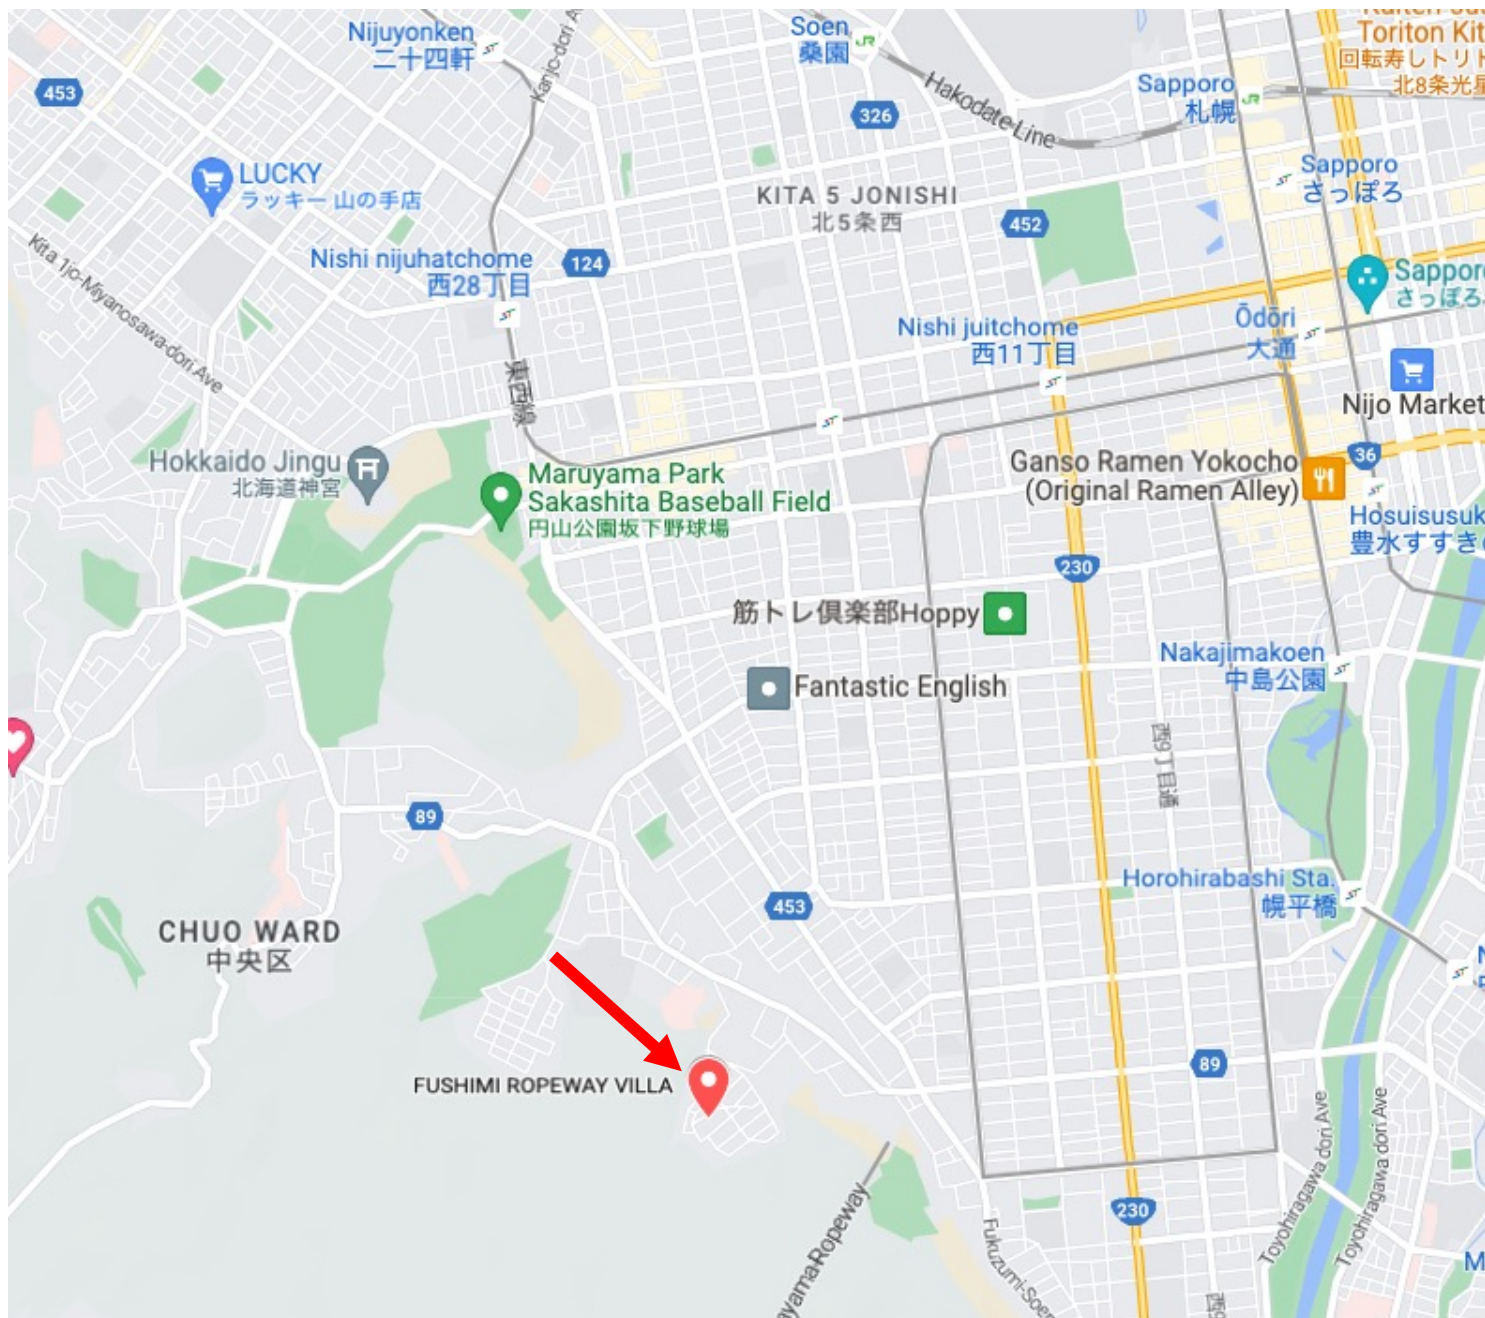 Nijuyonken
二十四軒
Kanjo-dori A
Soen
桑園
Toriton Kit
回転寿しトリト
北8条光星
453
326
Hakodate Line
Sapporo
札幌
LUCKY
ラッキー 山の手店
KITA 5 JONISHI
北5条西
452
Sapporo
さっぽろ
Kita 1jo-Miyanosawa-dori Ave
Nishi nijuhatchome
西28丁目
124
Sapporo
さっぽろ
Nishi juitchome
西11丁目
Ōdōri
大通
東西線
Nijo Market
Hokkaido Jingu
北海道神宮
Maruyama Park
Sakashita Baseball Field
円山公園坂下野球場
Ganso Ramen Yokocho
(Original Ramen Alley)
36
Hosuisusuk
豊水すすきの
230
筋トレ倶楽部Hoppy
Nakajimakoen
中島公園
Fantastic English
西9丁目通
89
453
Horohirabashi Sta.
幌平橋
CHUO WARD
中央区
89
FUSHIMI ROPEWAY VILLA
230
ayama-Ropeway
Fukuzumi-Soen
Toyohiragawa dori Ave
Toyohiragawa dori Ave
西9
M